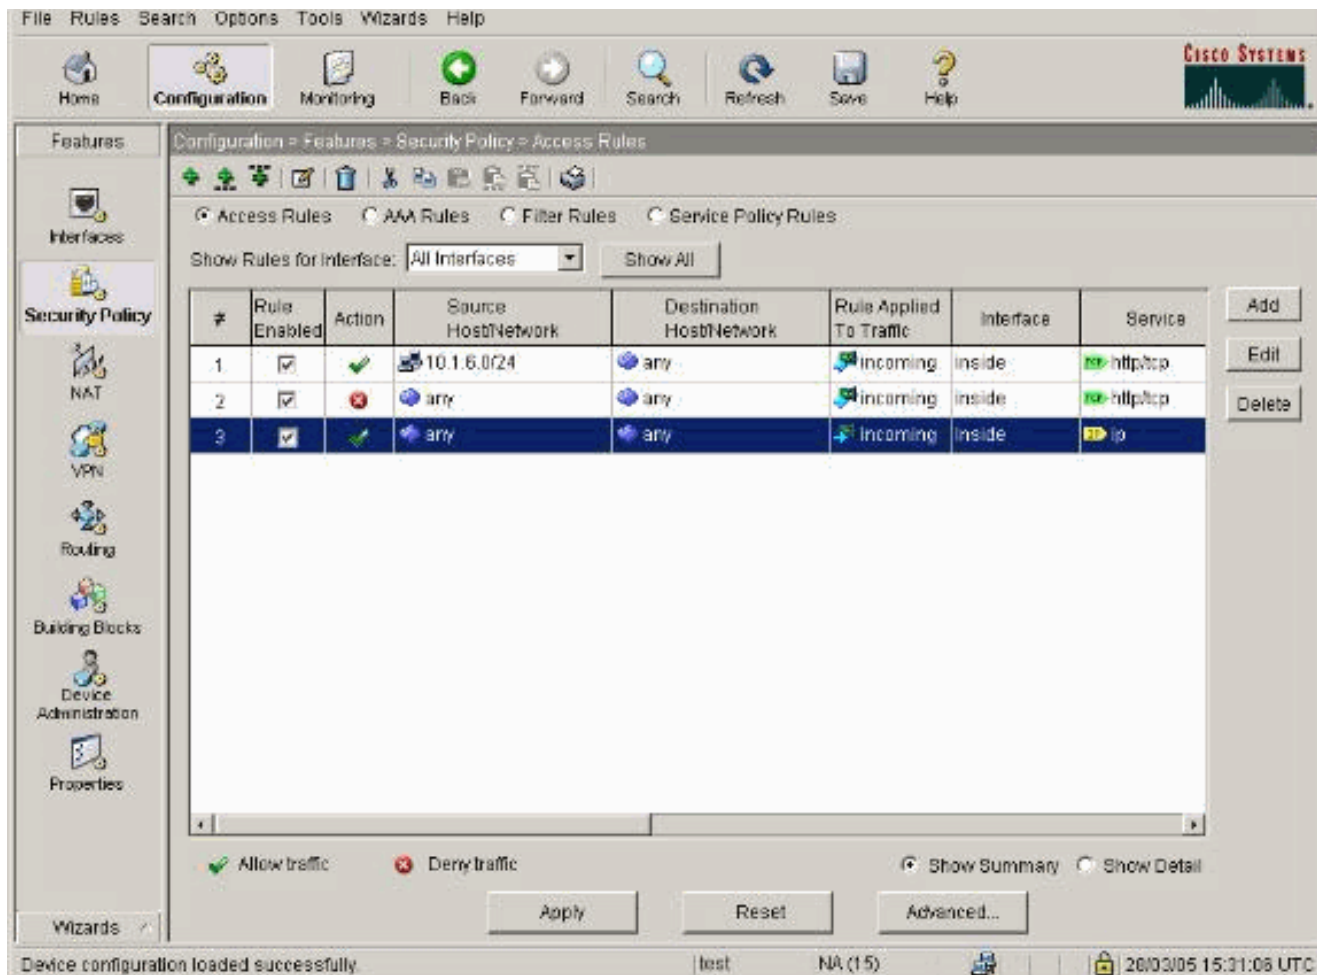 File Rules Search Options Tools Wizards Help
Home Configuration Monitoring Back Forward Search Refresh Save Help
CISCO SYSTEMS
Features
Configuration > Features > Security Policy > Access Rules
Interfaces
Security Policy
NAT
VPN
Routing
Building Blocks
Device Administration
Properties
Wizards
Access Rules AAA Rules Filter Rules Service Policy Rules
Show Rules for Interface: All Interfaces Show All
# Rule Enabled Action Source Host/Network Destination Host/Network Rule Applied To Traffic Interface Service
1 10.1.6.0/24 any incoming inside TCP http/tcp
2 any any incoming inside TCP http/tcp
3 any any incoming inside IP ip
Add
Edit
Delete
Allow traffic Deny traffic Show Summary Show Detail
Apply Reset Advanced...
Device configuration loaded successfully. test NA (15) 28/03/05 15:31:06 UTC